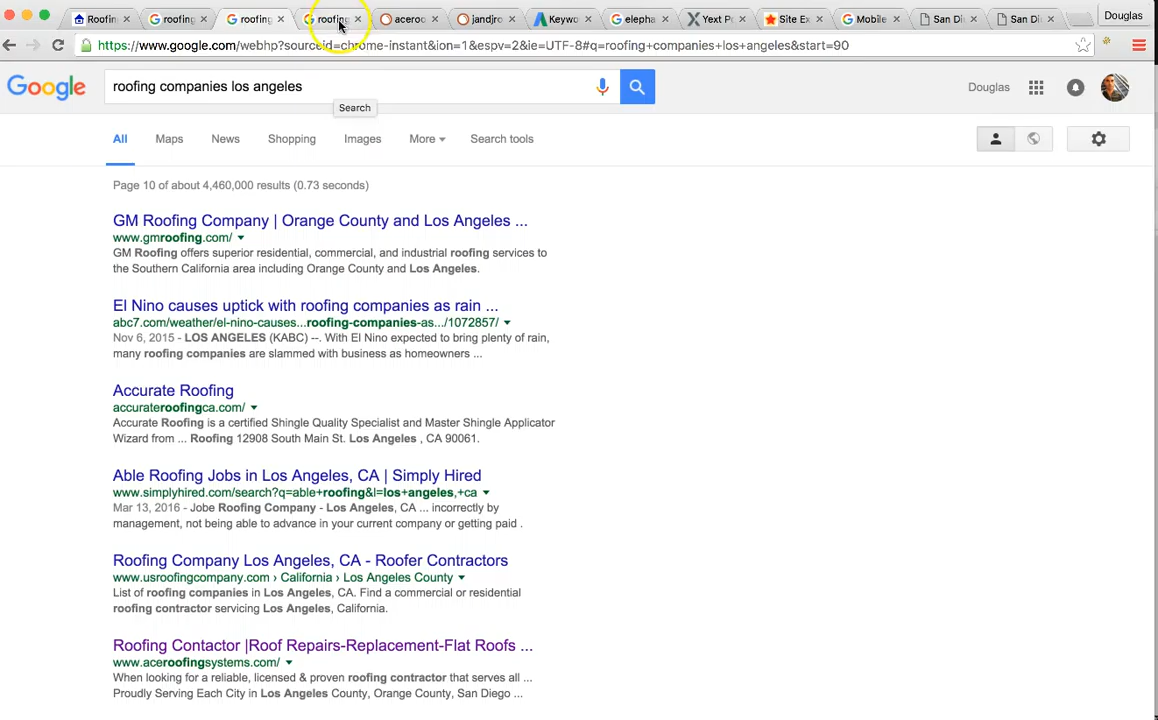 Roofin
roofing
roofing
roofing
aceroo
jandjro
Keywo
elepha
Yext P
Site Ex
Mobile
San Di
San Di
Douglas
https://www.google.com/webhp?sourceid=chrome-instant&ion=1&espv=2&ie=UTF-8#q=roofing+companies+los+angeles&start=90
Google
roofing companies los angeles
Douglas
Search
All
Maps
News
Shopping
Images
More
Search tools
Page 10 of about 4,460,000 results (0.73 seconds)
GM Roofing Company | Orange County and Los Angeles ...
www.gmroofing.com/
GM Roofing offers superior residential, commercial, and industrial roofing services to
the Southern California area including Orange County and Los Angeles.
El Nino causes uptick with roofing companies as rain ...
abc7.com/weather/el-nino-causes...roofing-companies-as.../1072857/
Nov 6, 2015 - LOS ANGELES (KABC) --. With El Nino expected to bring plenty of rain,
many roofing companies are slammed with business as homeowners ...
Accurate Roofing
accurateroofingca.com/
Accurate Roofing is a certified Shingle Quality Specialist and Master Shingle Applicator
Wizard from ... Roofing 12908 South Main St. Los Angeles , CA 90061.
Able Roofing Jobs in Los Angeles, CA | Simply Hired
www.simplyhired.com/search?q=able+roofing&l=los+angeles,+ca
Mar 13, 2016 - Jobe Roofing Company - Los Angeles, CA ... incorrectly by
management, not being able to advance in your current company or getting paid .
Roofing Company Los Angeles, CA - Roofer Contractors
www.usroofingcompany.com › California › Los Angeles County
List of roofing companies in Los Angeles, CA. Find a commercial or residential
roofing contractor servicing Los Angeles, California.
Roofing Contactor |Roof Repairs-Replacement-Flat Roofs ...
www.aceroofingsystems.com/
When looking for a reliable, licensed & proven roofing contractor that serves all ...
Proudly Serving Each City in Los Angeles County, Orange County, San Diego ...